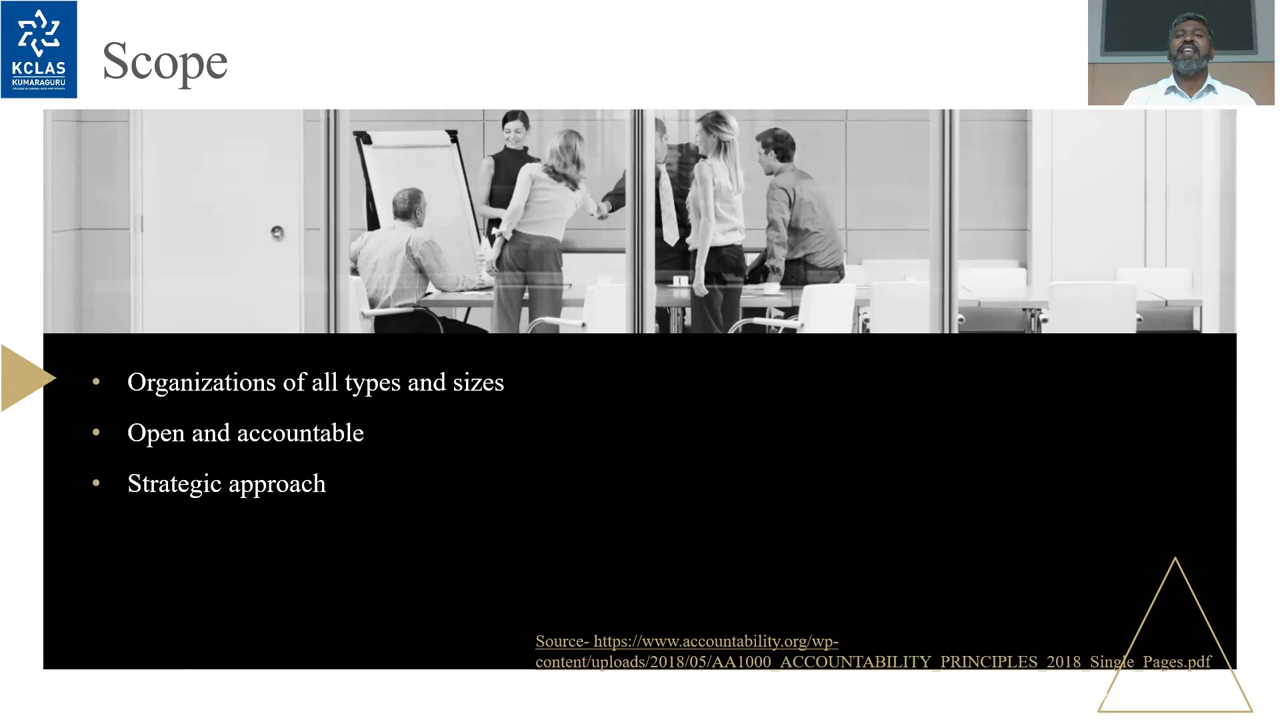 KCLAS
KUMARAGURU
Scope
• Organizations of all types and sizes
• Open and accountable
• Strategic approach
Source- https://www.accountability.org/wp-
content/uploads/2018/05/AA1000_ACCOUNTABILITY_PRINCIPLES_2018_Single_Pages.pdf